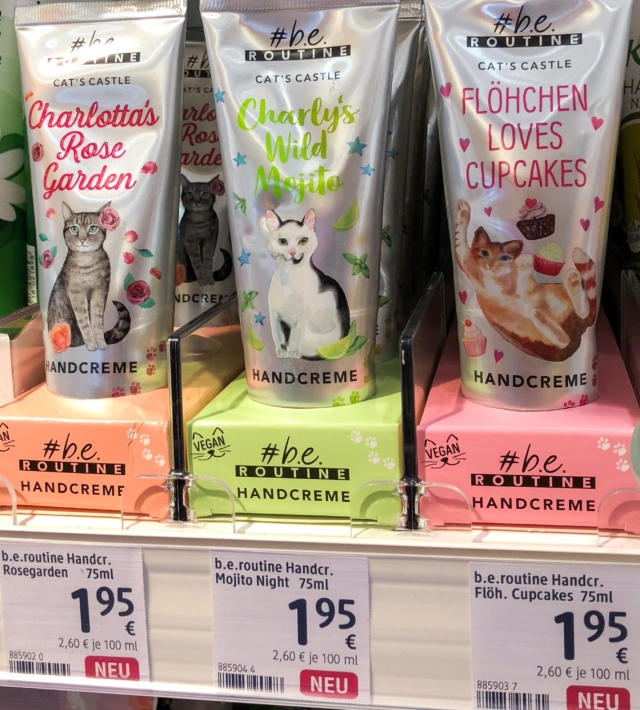 #b.e.
ROUTINE
CAT'S CASTLE
Charlotta's
Rose
Garden
HANDCREME
#b.e.
ROUTINE
CAT'S CASTLE
Charly's
Wild
Mojito
HANDCREME
#b.e.
ROUTINE
CAT'S CASTLE
FLÖHCHEN
LOVES
CUPCAKES
HANDCREME
#b.e.
ROUTINE
HANDCREME
VEGAN
#b.e.
ROUTINE
HANDCREME
VEGAN
#b.e.
ROUTINE
HANDCREME
b.e.routine Handcr.
Rosegarden 75ml
1 95
€
2,60 € je 100 ml
885902 0
NEU
b.e.routine Handcr.
Mojito Night 75ml
1 95
€
2,60 € je 100 ml
885904 4
NEU
b.e.routine Handcr.
Flöh. Cupcakes 75ml
1 95
€
2,60 € je 100 ml
885903 7
NEU